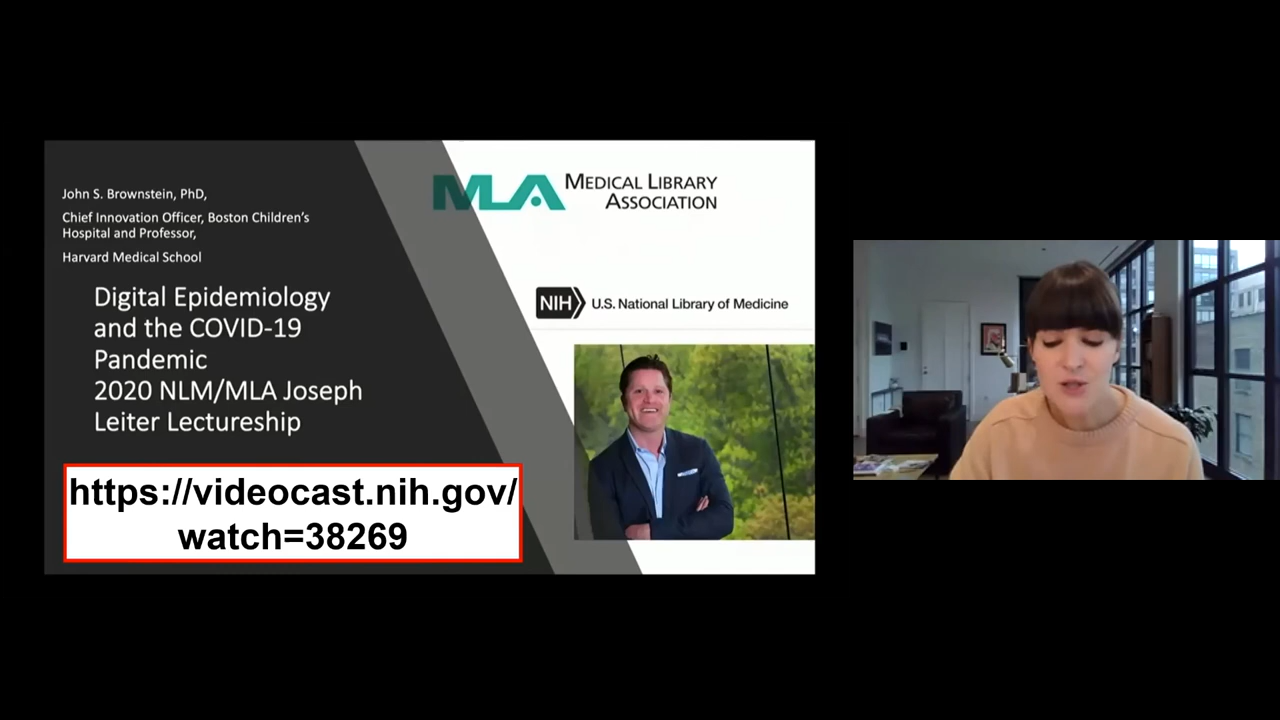 John S. Brownstein, PhD,
Chief Innovation Officer, Boston Children's
Hospital and Professor,
Harvard Medical School
Digital Epidemiology
and the COVID-19
Pandemic
2020 NLM/MLA Joseph
Leiter Lectureship
https://videocast.nih.gov/
watch=38269
MLA
MEDICAL LIBRARY
ASSOCIATION
NIH
U.S. National Library of Medicine